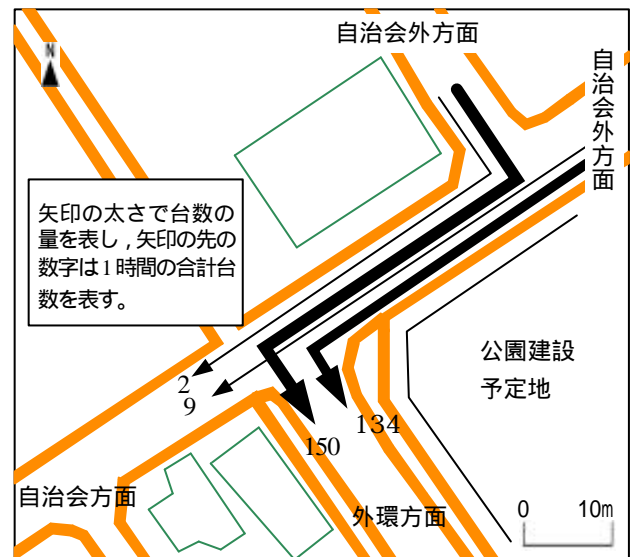 自治会外方面
N
自治会外方面
矢印の太さで台数の
量を表し，矢印の先の
数字は1時間の合計台
数を表す。
公園建設
予定地
2
9
134
150
自治会方面
外環方面
0 10m